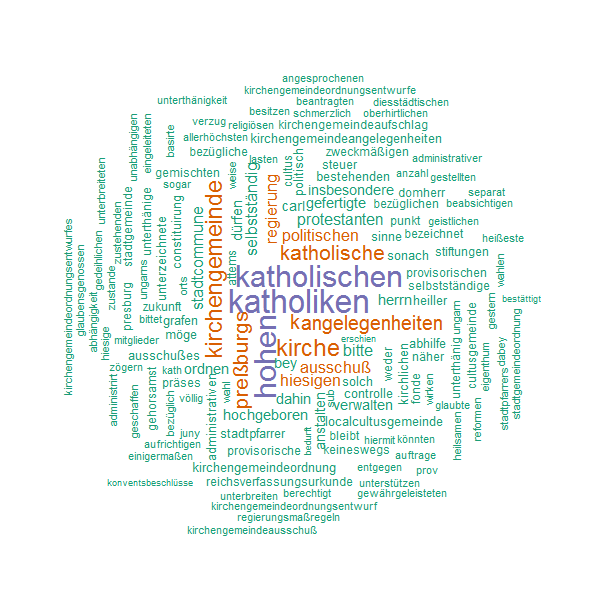 angesprochenen
kirchengemeindeordnungsentwurfe
unterthänigkeit
beantragten
diesstädtischen
besitzen
schmerzlich
oberhirtlichen
verzug
religiösen
kirchengemeindeaufschlag
allerhöchsten
kirchengemeindeangelegenheiten
bezügliche
lasten
zweckmäßigen
administrativer
basirte
eingeleiteten
unabhängigen
unterbreiteten
gemischten
weise
cultus
politisch
steuer
bestehenden
anzahl
gestellten
sogar
selbstständig
regierung
insbesondere
domherr
separat
kirchengemeinde
carl
gefertigte
bezüglichen
beabsichtigen
dürfen
protestanten
punkt
geistlichen
stadtcommune
constituirung
unterzeichnete
unterthänige
stadtgemeinde
presburg
zustehenden
gedeihlichen
glaubensgenossen
kirchengemeindeordnungsentwurfes
politischen
sinne
bezeichnet
heißeste
attems
katholische
sonach
stiftungen
wahlen
orts
ungarns
zustande
abhängigkeit
katholischen
provisorischen
selbstständige
bestättigt
zukunft
katholiken
herrn
heiller
gestern
bittet
grafen
preßburgs
hohen
kangelegenheiten
ungarn
stadtgemeindeordnung
hiesige
mitglieder
möge
erschien
kirche
bitte
weder
abhilfe
unterthänig
cultusgemeinde
ausschußes
näher
zögern
kath
ordnen
bey
ausschuß
kirchlichen
eigenthum
stadtpfarrers
dabey
administrirt
geschaffen
gehorsamst
präses
wahl
hiesigen
solch
fonde
wirken
völlig
dahin
sub
controlle
verwalten
glaubte
reformen
heilsamen
bezüglich
administrativen
hochgeboren
anstalten
localcultusgemeinde
juny
stadtpfarrer
bedurft
bleibt
hiermit
könnten
aufrichtigen
einigermaßen
provisorische
keineswegs
auftrage
kirchengemeindeordnung
entgegen
prov
konventsbeschlüsse
reichsverfassungsurkunde
unterstützen
unterbreiten
berechtigt
gewährgeleisteten
kirchengemeindeordnungsentwurf
regierungsmaßregeln
kirchengemeindeausschuß